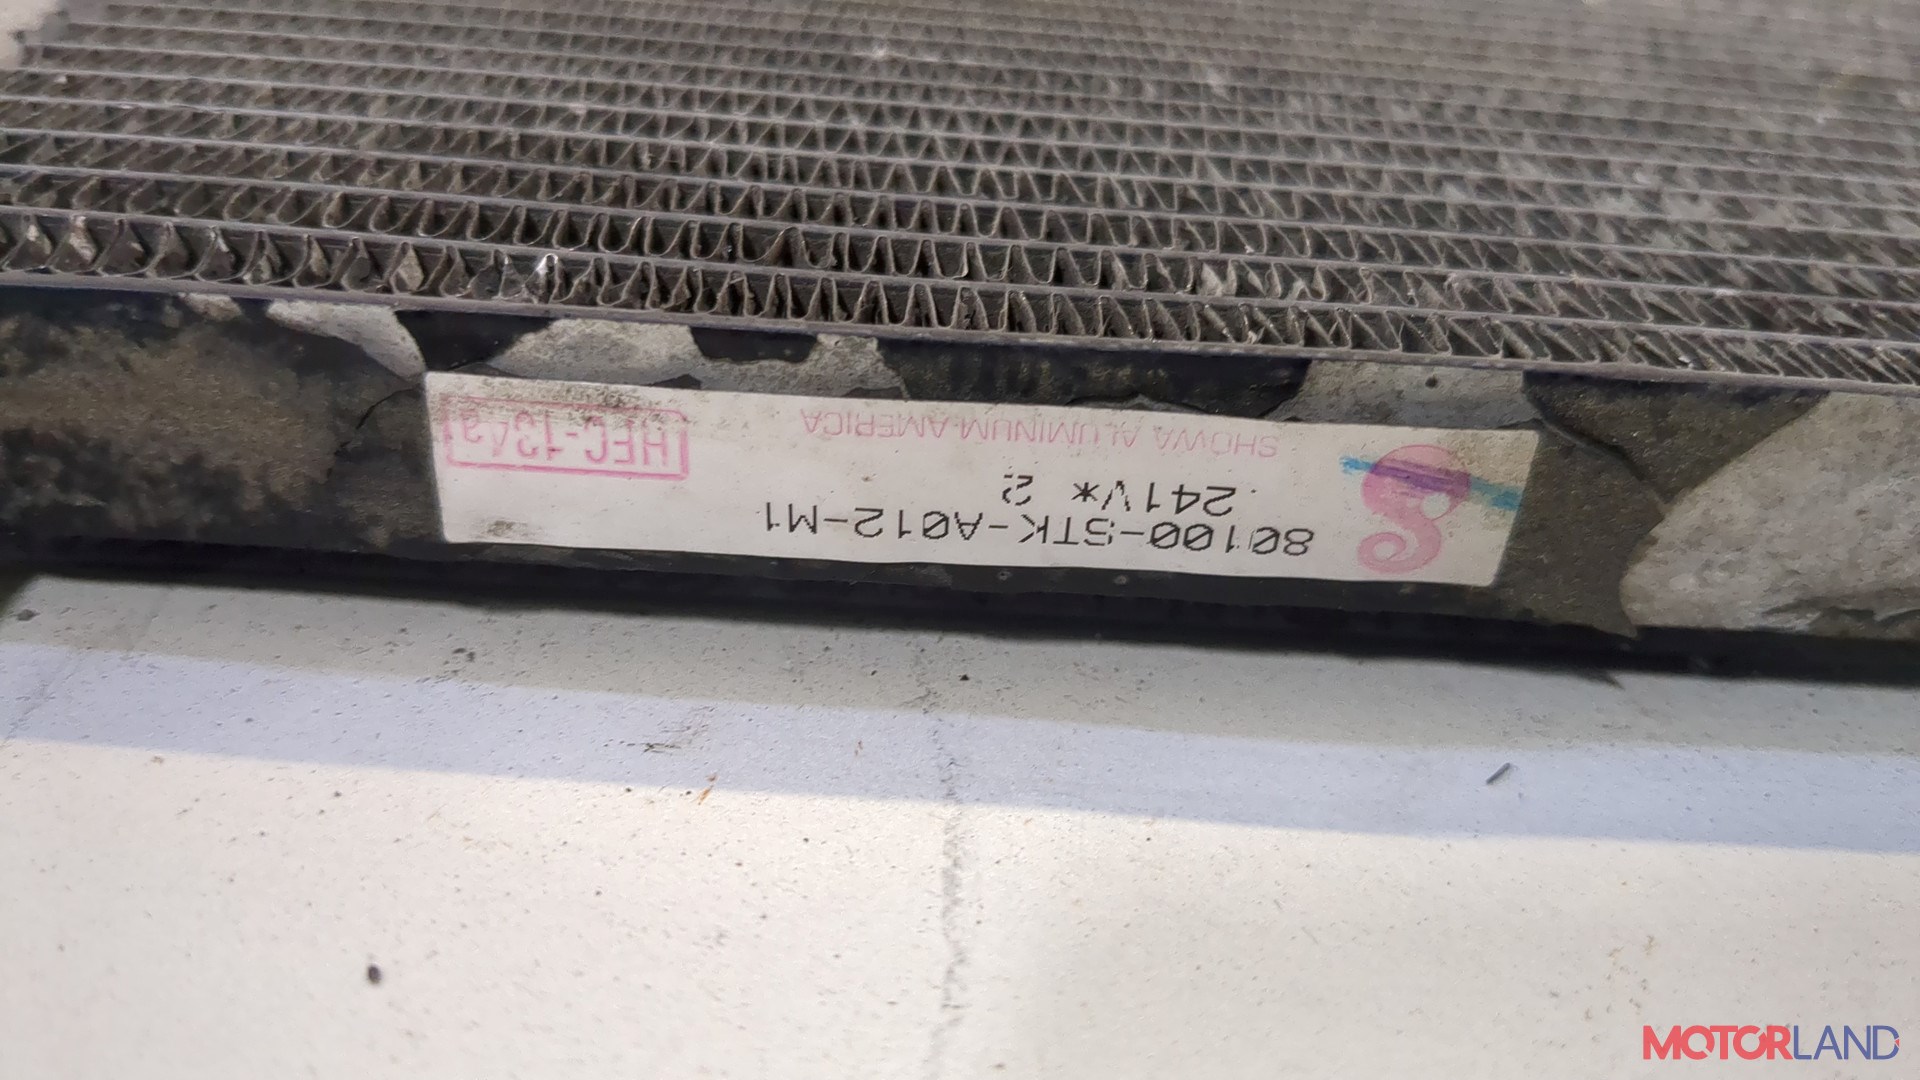 80100-STK-A012-M1
241V* 2
SHOWA ALUMINUM AMERICA
HFC-134a
MOTORLAND